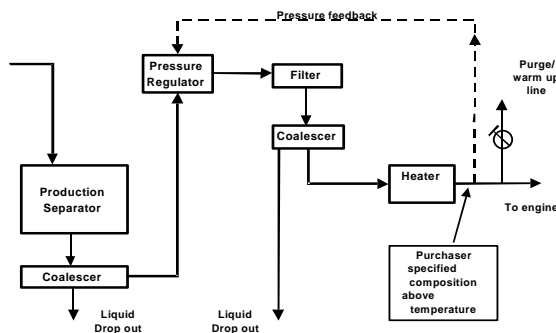 Pressure feedback
Pressure
Regulator
Filter
Purge/
warm up
line
Coalescer
Production
Separator
Heater
To engine
Coalescer
Purchaser
specified
composition
above
temperature
Liquid
Drop out
Liquid
Drop out